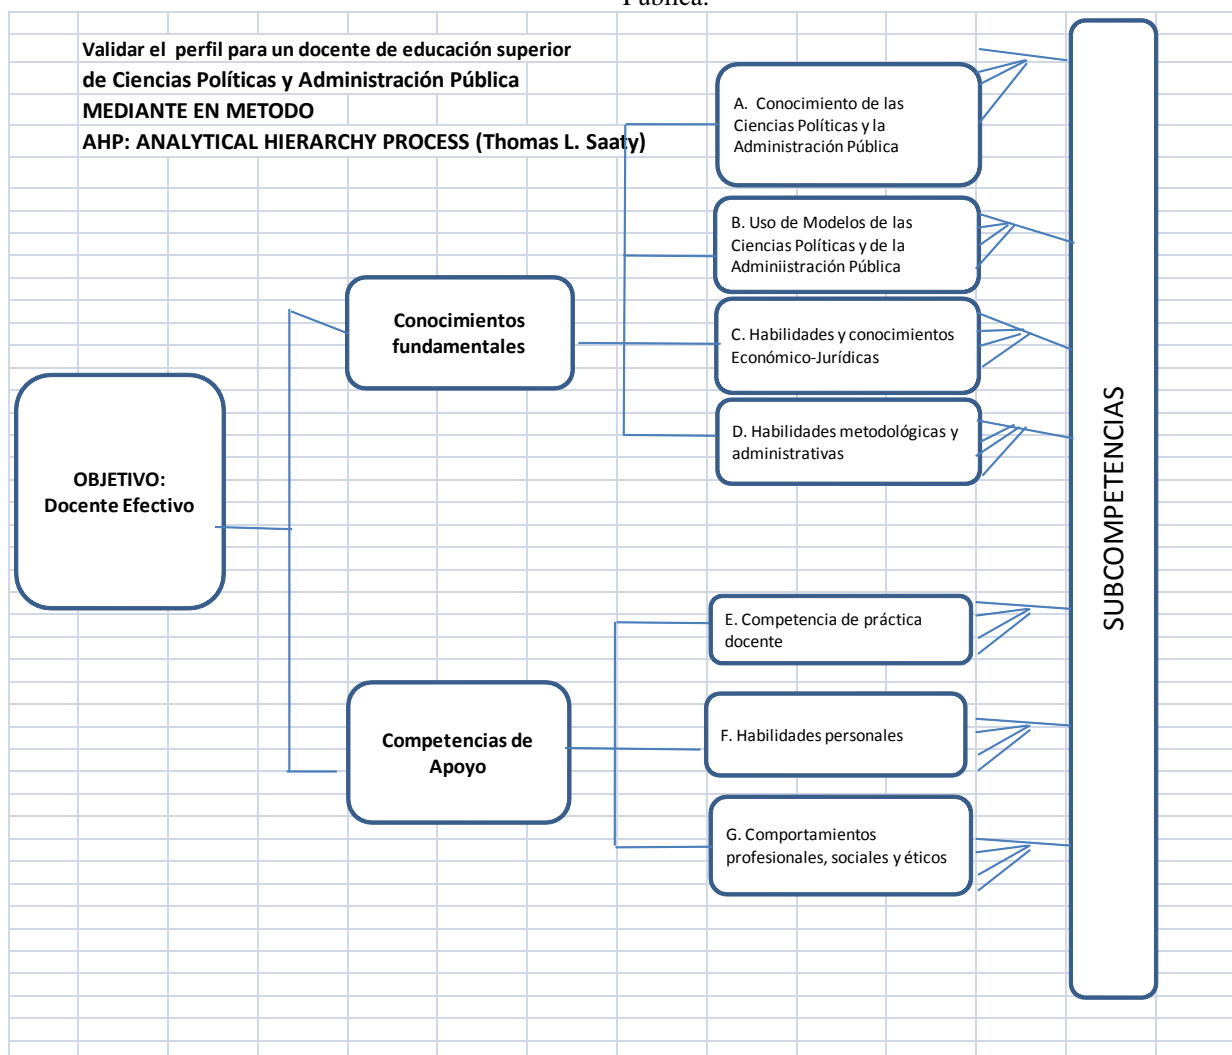 Pública.
Validar el perfil para un docente de educación superior
de Ciencias Políticas y Administración Pública
MEDIANTE EN METODO
AHP: ANALYTICAL HIERARCHY PROCESS (Thomas L. Saaty)
A. Conocimiento de las
Ciencias Políticas y la
Administración Pública
B. Uso de Modelos de las
Ciencias Políticas y de la
Adminiistración Pública
Conocimientos
fundamentales
C. Habilidades y conocimientos
Económico-Jurídicas
D. Habilidades metodológicas y
administrativas
OBJETIVO:
Docente Efectivo
SUBCOMPETENCIAS
E. Competencia de práctica
docente
Competencias de
Apoyo
F. Habilidades personales
G. Comportamientos
profesionales, sociales y éticos